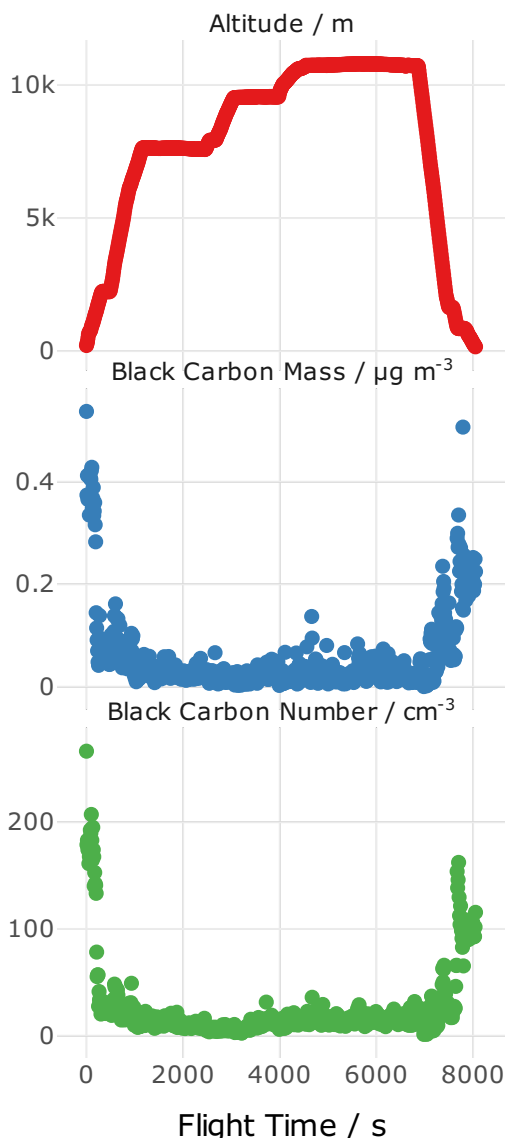 Altitude / m
10k
5k
0
Black Carbon Mass / µg m⁻³
0.4
0.2
0
Black Carbon Number / cm⁻³
200
100
0
0 2000 4000 6000 8000
Flight Time / s